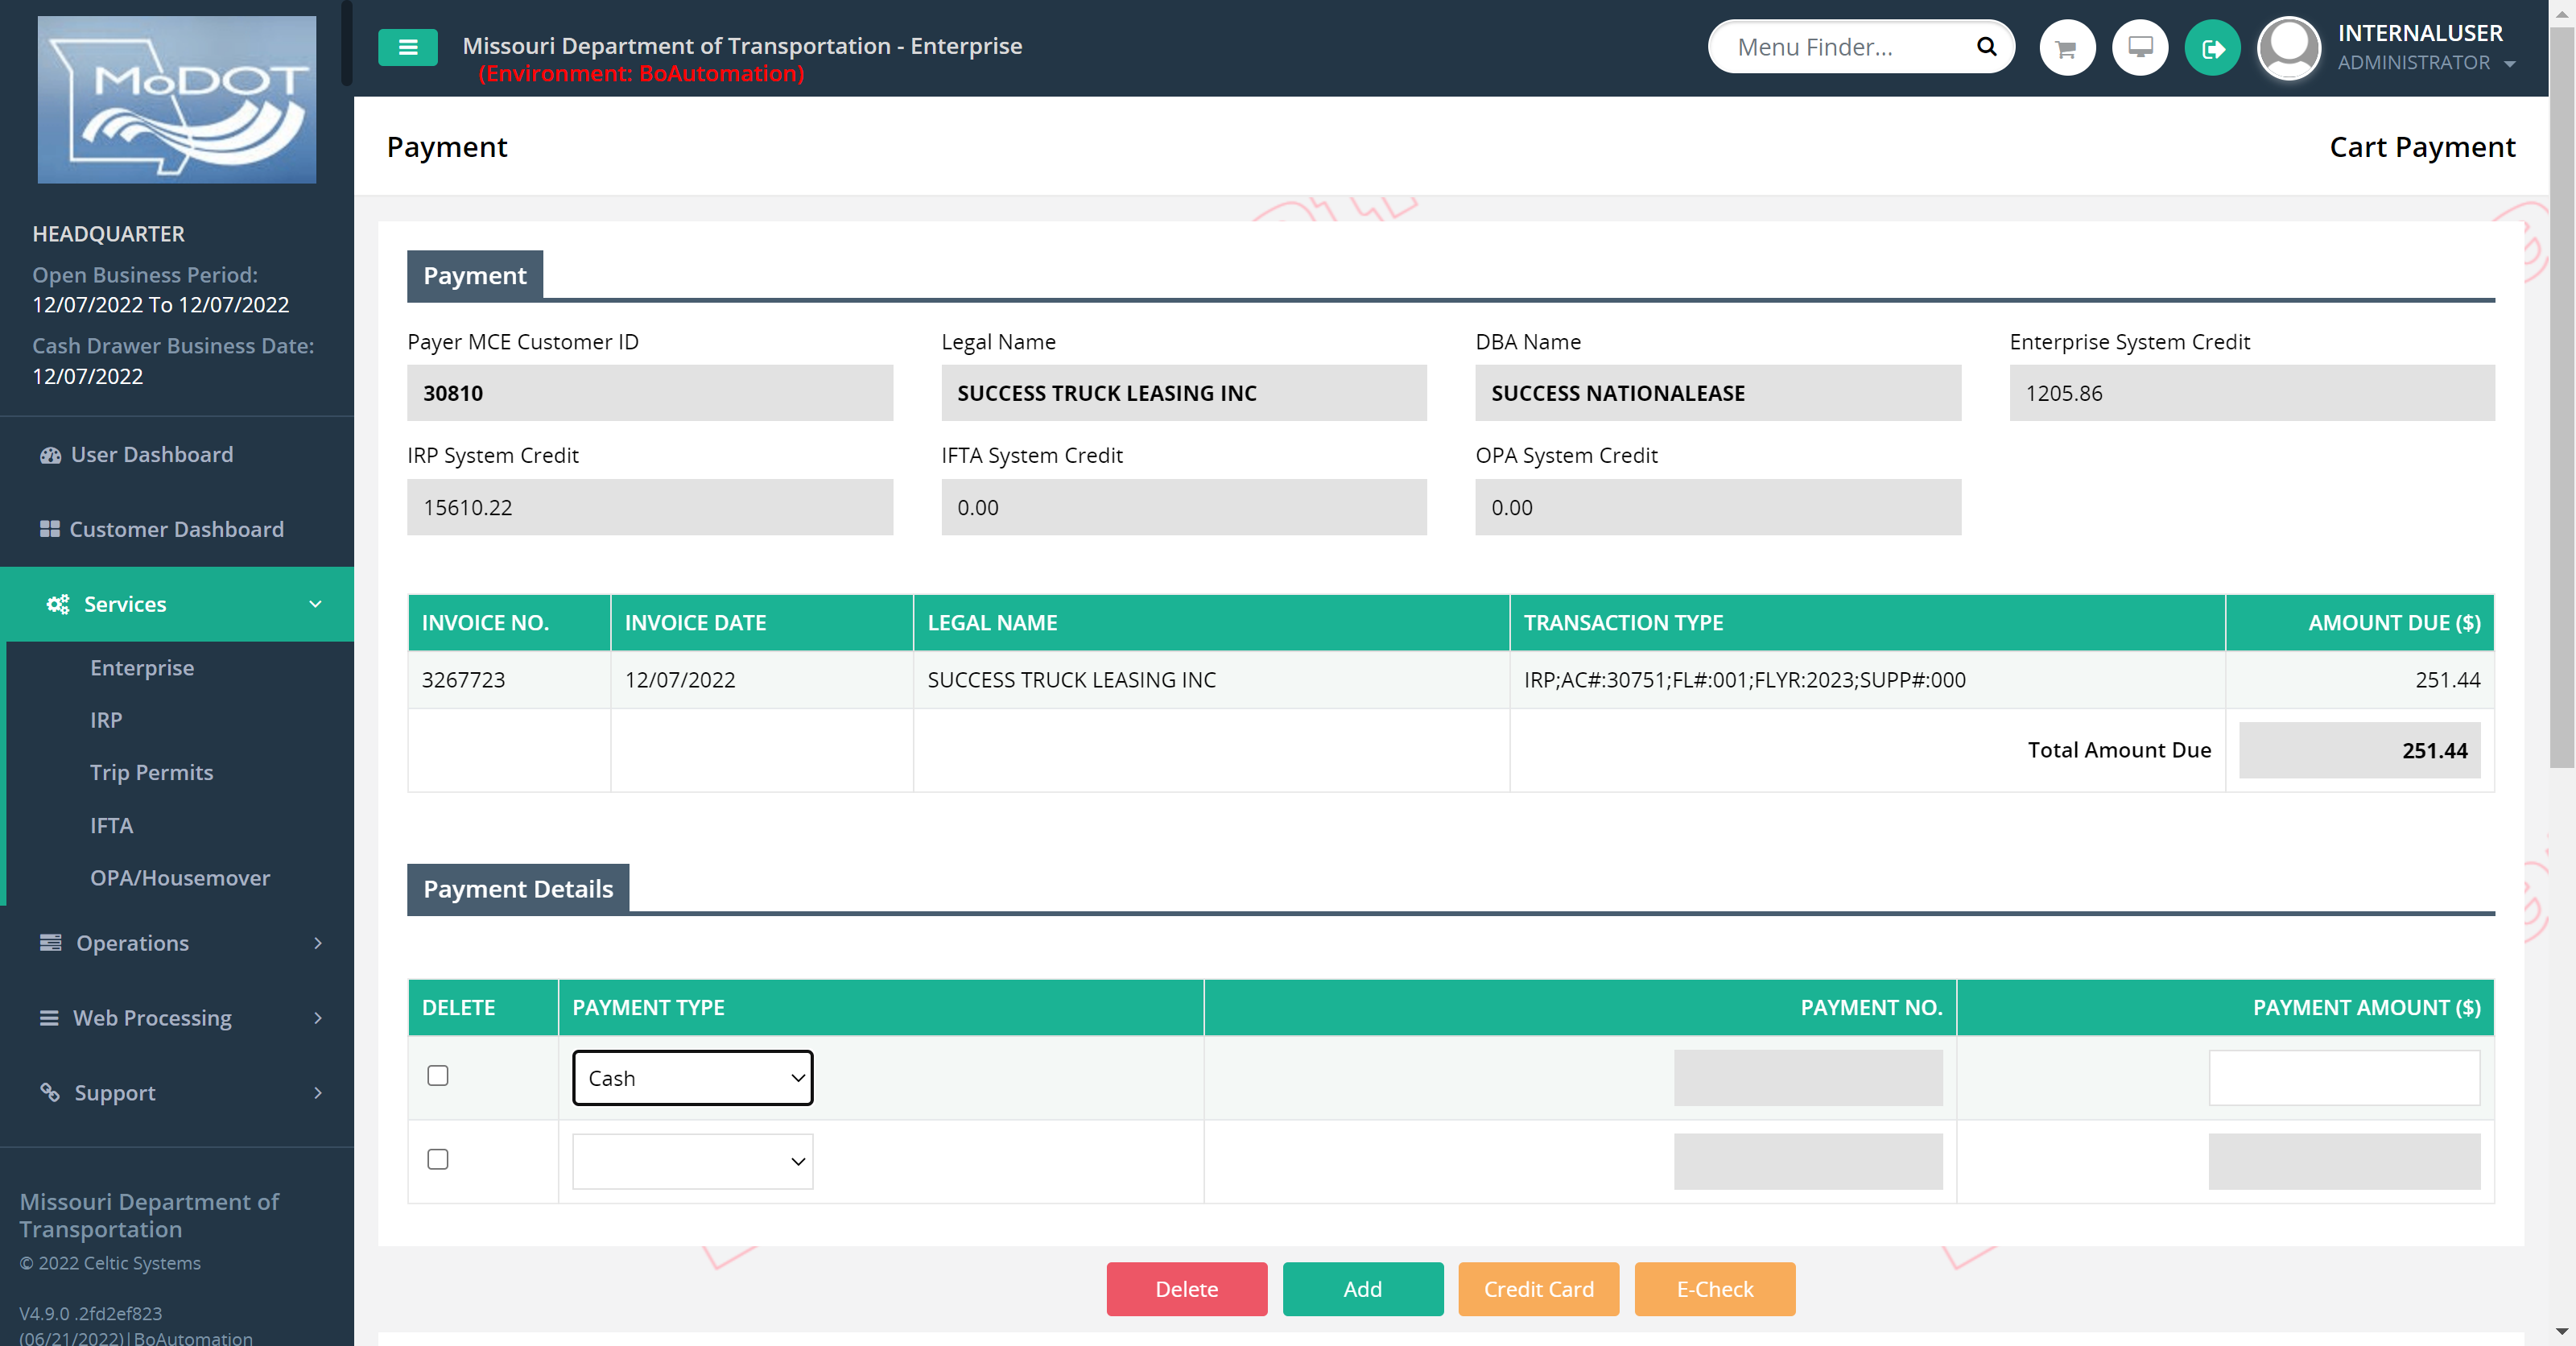 MoDOT
Missouri Department of Transportation - Enterprise
(Environment: BoAutomation)
Menu Finder...
INTERNALUSER
ADMINISTRATOR
HEADQUARTER
Open Business Period:
12/07/2022 To 12/07/2022
Cash Drawer Business Date:
12/07/2022
User Dashboard
Customer Dashboard
Services
Enterprise
IRP
Trip Permits
IFTA
OPA/Housemover
Operations
Web Processing
Support
Missouri Department of
Transportation
© 2022 Celtic Systems
V4.9.0 .2fd2ef823
(06/21/2022)|BoAutomation
Payment
Cart Payment
Payment
Payer MCE Customer ID
Legal Name
DBA Name
Enterprise System Credit
30810
SUCCESS TRUCK LEASING INC
SUCCESS NATIONALEASE
1205.86
IRP System Credit
IFTA System Credit
OPA System Credit
15610.22
0.00
0.00
INVOICE NO. INVOICE DATE LEGAL NAME TRANSACTION TYPE AMOUNT DUE ($)
3267723 12/07/2022 SUCCESS TRUCK LEASING INC IRP;AC#:30751;FL#:001;FLYR:2023;SUPP#:000 251.44
Total Amount Due 251.44
Payment Details
DELETE PAYMENT TYPE PAYMENT NO. PAYMENT AMOUNT ($)
Cash
Delete
Add
Credit Card
E-Check